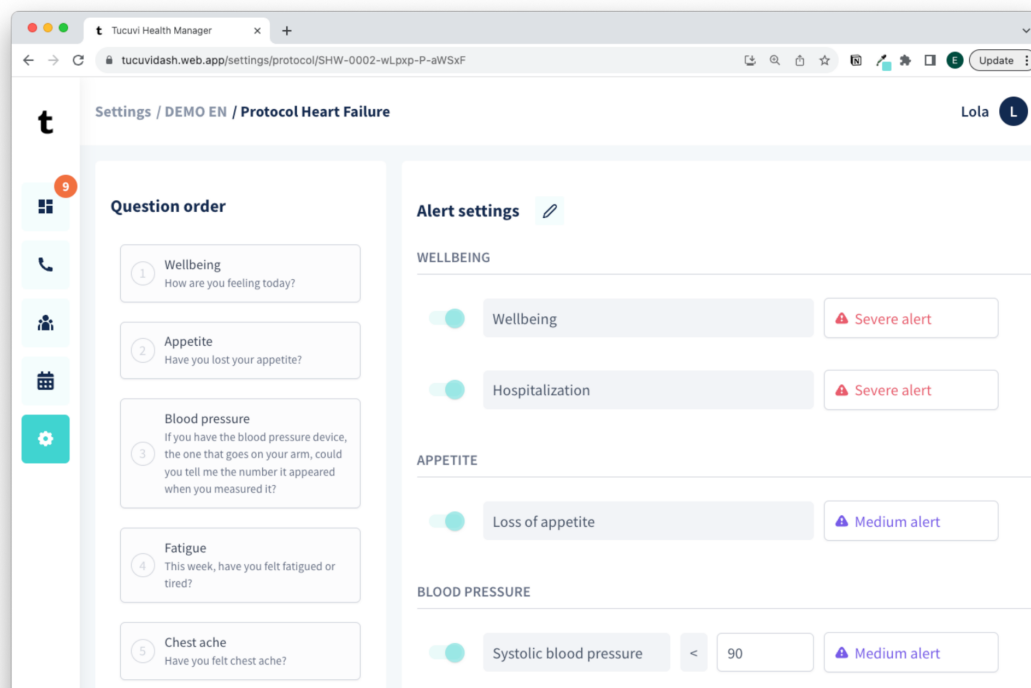 t Tucuvi Health Manager
tucuvidash.web.app/settings/protocol/SHW-0002-wLpxp-P-aWSxF
E
Update
t
Settings / DEMO EN / Protocol Heart Failure
Lola
L
9
Question order
1
Wellbeing
How are you feeling today?
2
Appetite
Have you lost your appetite?
3
Blood pressure
If you have the blood pressure device,
the one that goes on your arm, could
you tell me the number it appeared
when you measured it?
4
Fatigue
This week, have you felt fatigued or
tired?
5
Chest ache
Have you felt chest ache?
Alert settings
WELLBEING
Wellbeing
Severe alert
Hospitalization
Severe alert
APPETITE
Loss of appetite
Medium alert
BLOOD PRESSURE
Systolic blood pressure < 90
Medium alert